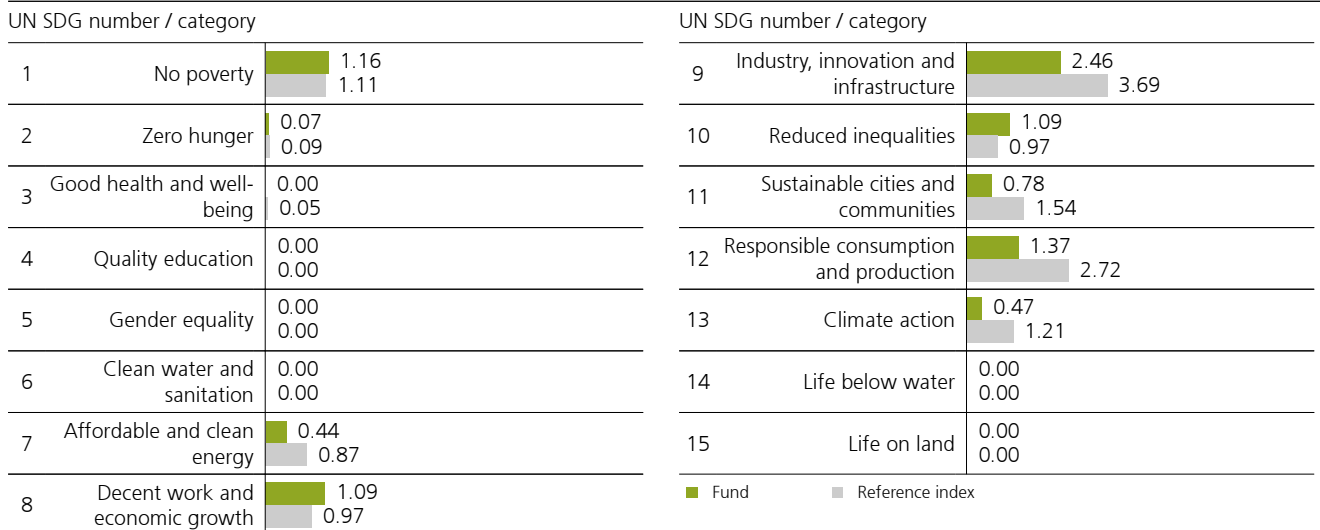 UN SDG number / category
1 No poverty 1.16
1.11
2 Zero hunger 0.07
0.09
3 Good health and well-
being 0.00
0.05
4 Quality education 0.00
0.00
5 Gender equality 0.00
0.00
6 Clean water and
sanitation 0.00
0.00
7 Affordable and clean
energy 0.44
0.87
8 Decent work and
economic growth 1.09
0.97
UN SDG number / category
9 Industry, innovation and
infrastructure 2.46
3.69
10 Reduced inequalities 1.09
0.97
11 Sustainable cities and
communities 0.78
1.54
12 Responsible consumption
and production 1.37
2.72
13 Climate action 0.47
1.21
14 Life below water 0.00
0.00
15 Life on land 0.00
0.00
Fund Reference index